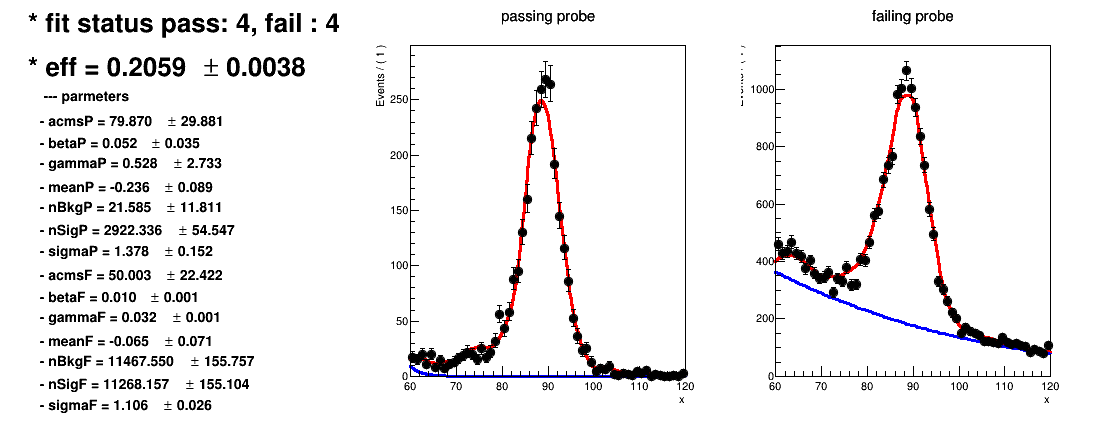 * fit status pass: 4, fail : 4
* eff = 0.2059 ± 0.0038
--- parmeters
- acmsP = 79.870 ± 29.881
- betaP = 0.052 ± 0.035
- gammaP = 0.528 ± 2.733
- meanP = -0.236 ± 0.089
- nBkgP = 21.585 ± 11.811
- nSigP = 2922.336 ± 54.547
- sigmaP = 1.378 ± 0.152
- acmsF = 50.003 ± 22.422
- betaF = 0.010 ± 0.001
- gammaF = 0.032 ± 0.001
- meanF = -0.065 ± 0.071
- nBkgF = 11467.550 ± 155.757
- nSigF = 11268.157 ± 155.104
- sigmaF = 1.106 ± 0.026
passing probe
Events / ( 1 )
250
200
150
100
50
0
60 70 80 90 100 110 120
x
failing probe
1000
800
600
400
200
0
60 70 80 90 100 110 120
x